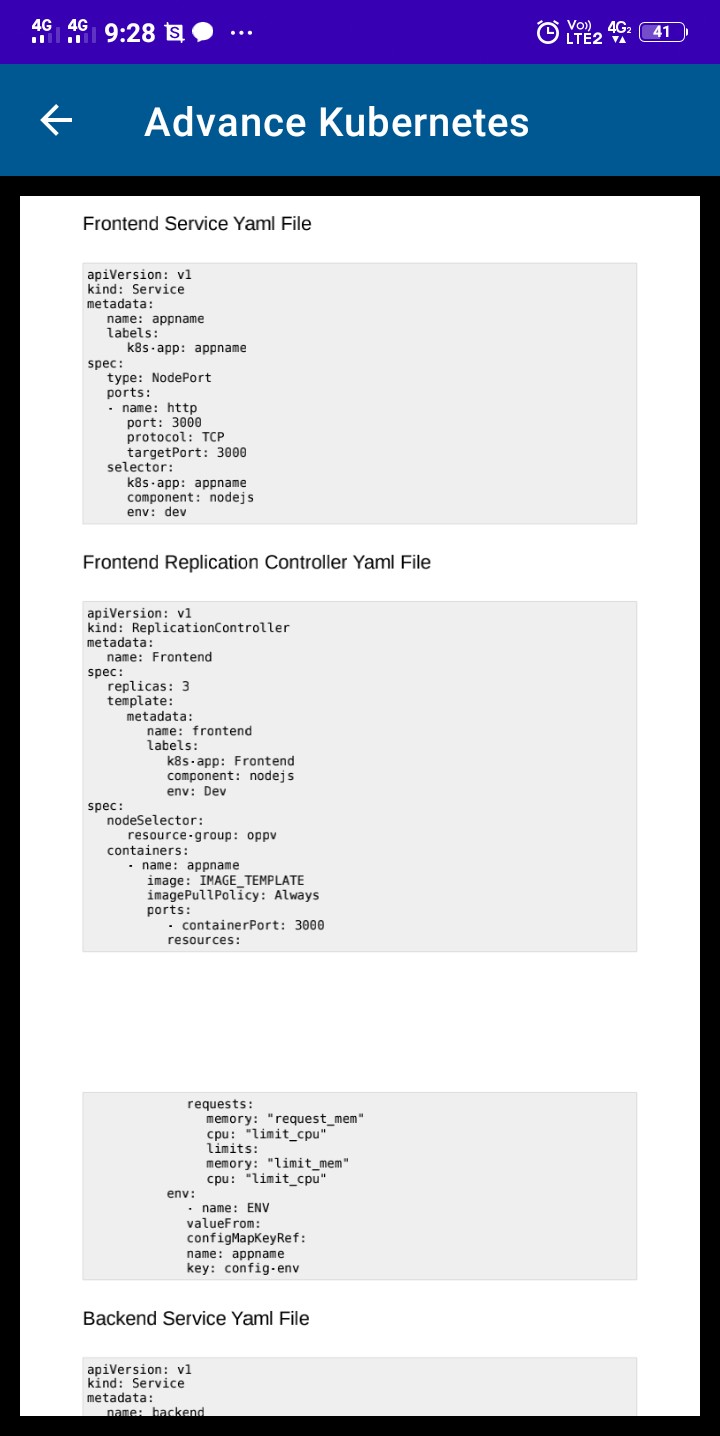 4G 4G 9:28 S ... Vo)) LTE2 4G2 41
Advance Kubernetes
Frontend Service Yaml File
apiVersion: v1
kind: Service
metadata:
name: appname
labels:
k8s-app: appname
spec:
type: NodePort
ports:
- name: http
port: 3000
protocol: TCP
targetPort: 3000
selector:
k8s-app: appname
component: nodejs
env: dev
Frontend Replication Controller Yaml File
apiVersion: v1
kind: ReplicationController
metadata:
name: Frontend
spec:
replicas: 3
template:
metadata:
name: frontend
labels:
k8s-app: Frontend
component: nodejs
env: Dev
spec:
nodeSelector:
resource-group: oppv
containers:
- name: appname
image: IMAGE_TEMPLATE
imagePullPolicy: Always
ports:
- containerPort: 3000
resources:
requests:
memory: "request_mem"
cpu: "limit_cpu"
limits:
memory: "limit_mem"
cpu: "limit_cpu"
env:
- name: ENV
valueFrom:
configMapKeyRef:
name: appname
key: config-env
Backend Service Yaml File
apiVersion: v1
kind: Service
metadata:
name: backend